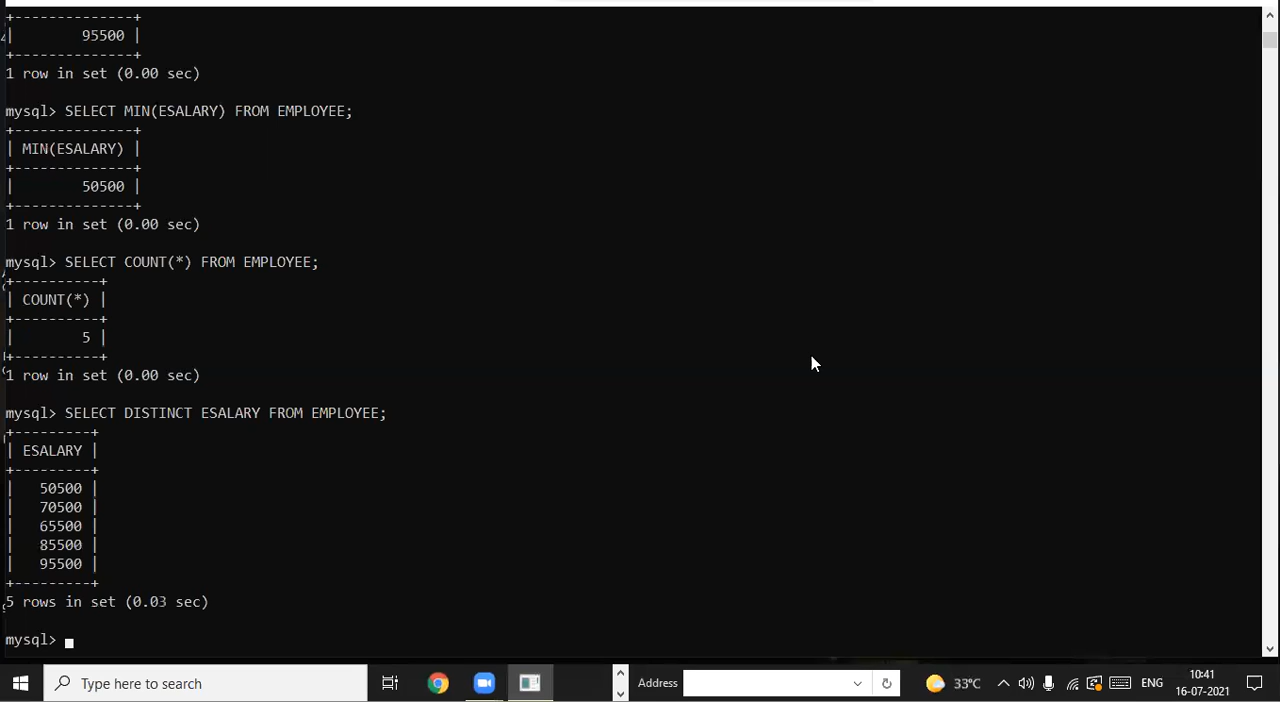 +--------------+
|        95500 |
+--------------+
1 row in set (0.00 sec)
mysql> SELECT MIN(ESALARY) FROM EMPLOYEE;
+--------------+
| MIN(ESALARY) |
+--------------+
|        50500 |
+--------------+
1 row in set (0.00 sec)
mysql> SELECT COUNT(*) FROM EMPLOYEE;
+----------+
| COUNT(*) |
+----------+
|        5 |
+----------+
1 row in set (0.00 sec)
mysql> SELECT DISTINCT ESALARY FROM EMPLOYEE;
+---------+
| ESALARY |
+---------+
|   50500 |
|   70500 |
|   65500 |
|   85500 |
|   95500 |
+---------+
5 rows in set (0.03 sec)
mysql>
Type here to search
Address
33°C
ENG
10:41
16-07-2021